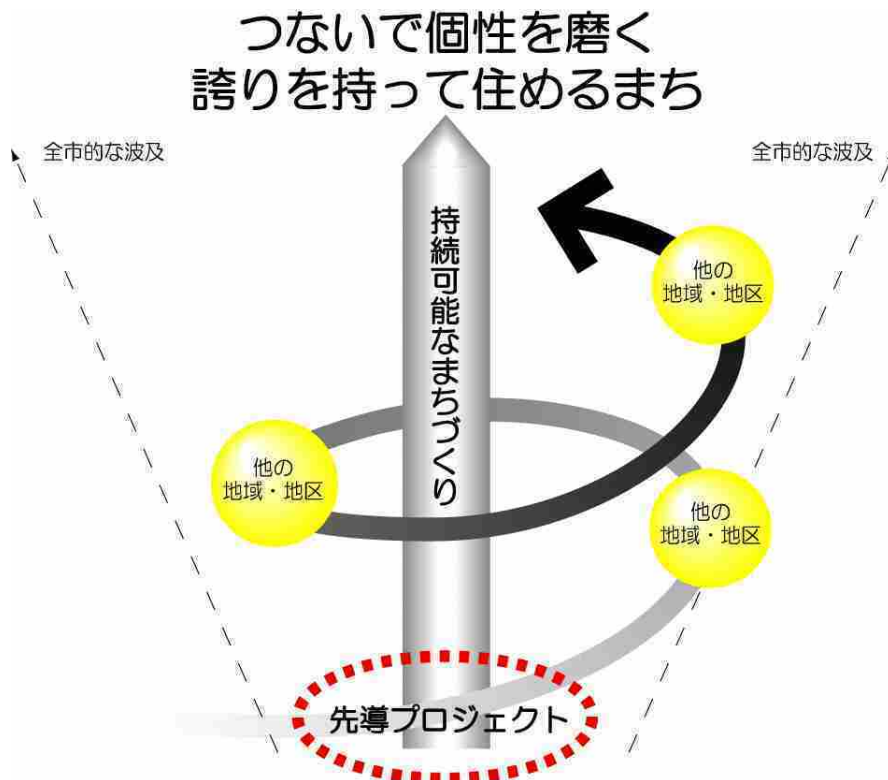 つないで個性を磨く
誇りを持って住めるまち
全市的な波及
全市的な波及
持続可能なまちづくり
他の
地域・地区
他の
地域・地区
他の
地域・地区
先導プロジェクト